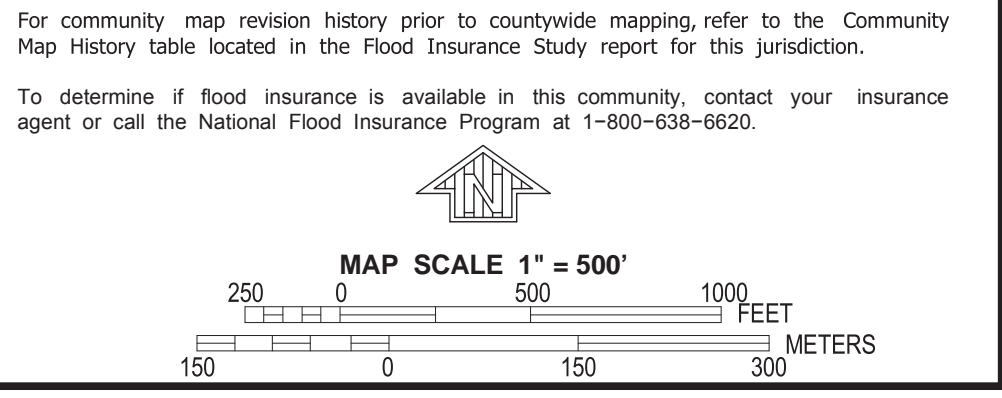 For community map revision history prior to countywide mapping, refer to the Community
Map History table located in the Flood Insurance Study report for this jurisdiction.
To determine if flood insurance is available in this community, contact your insurance
agent or call the National Flood Insurance Program at 1−800−638−6620.
N
MAP SCALE 1" = 500'
250 0 500 1000
FEET
METERS
150 0 150 300